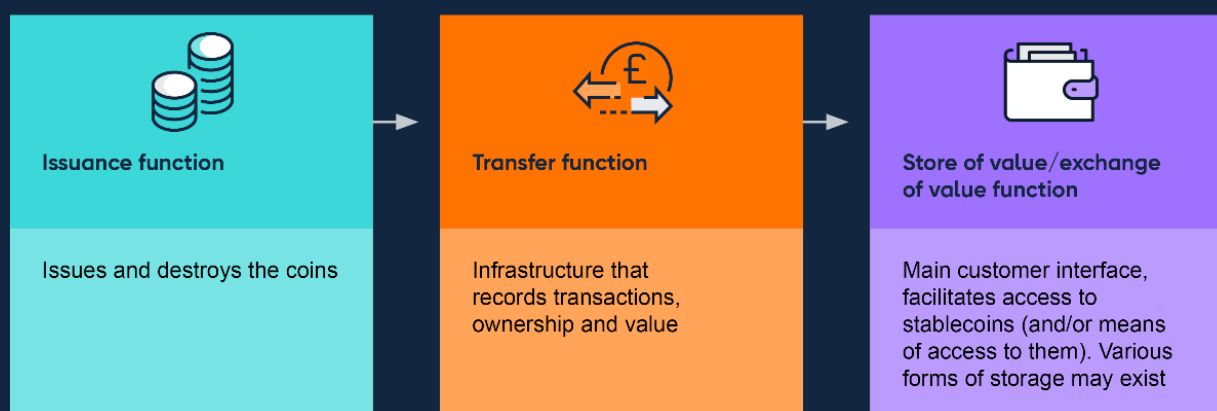 £
Issuance function
Issues and destroys the coins
Transfer function
Infrastructure that
records transactions,
ownership and value
Store of value/exchange
of value function
Main customer interface,
facilitates access to
stablecoins (and/or means
of access to them). Various
forms of storage may exist